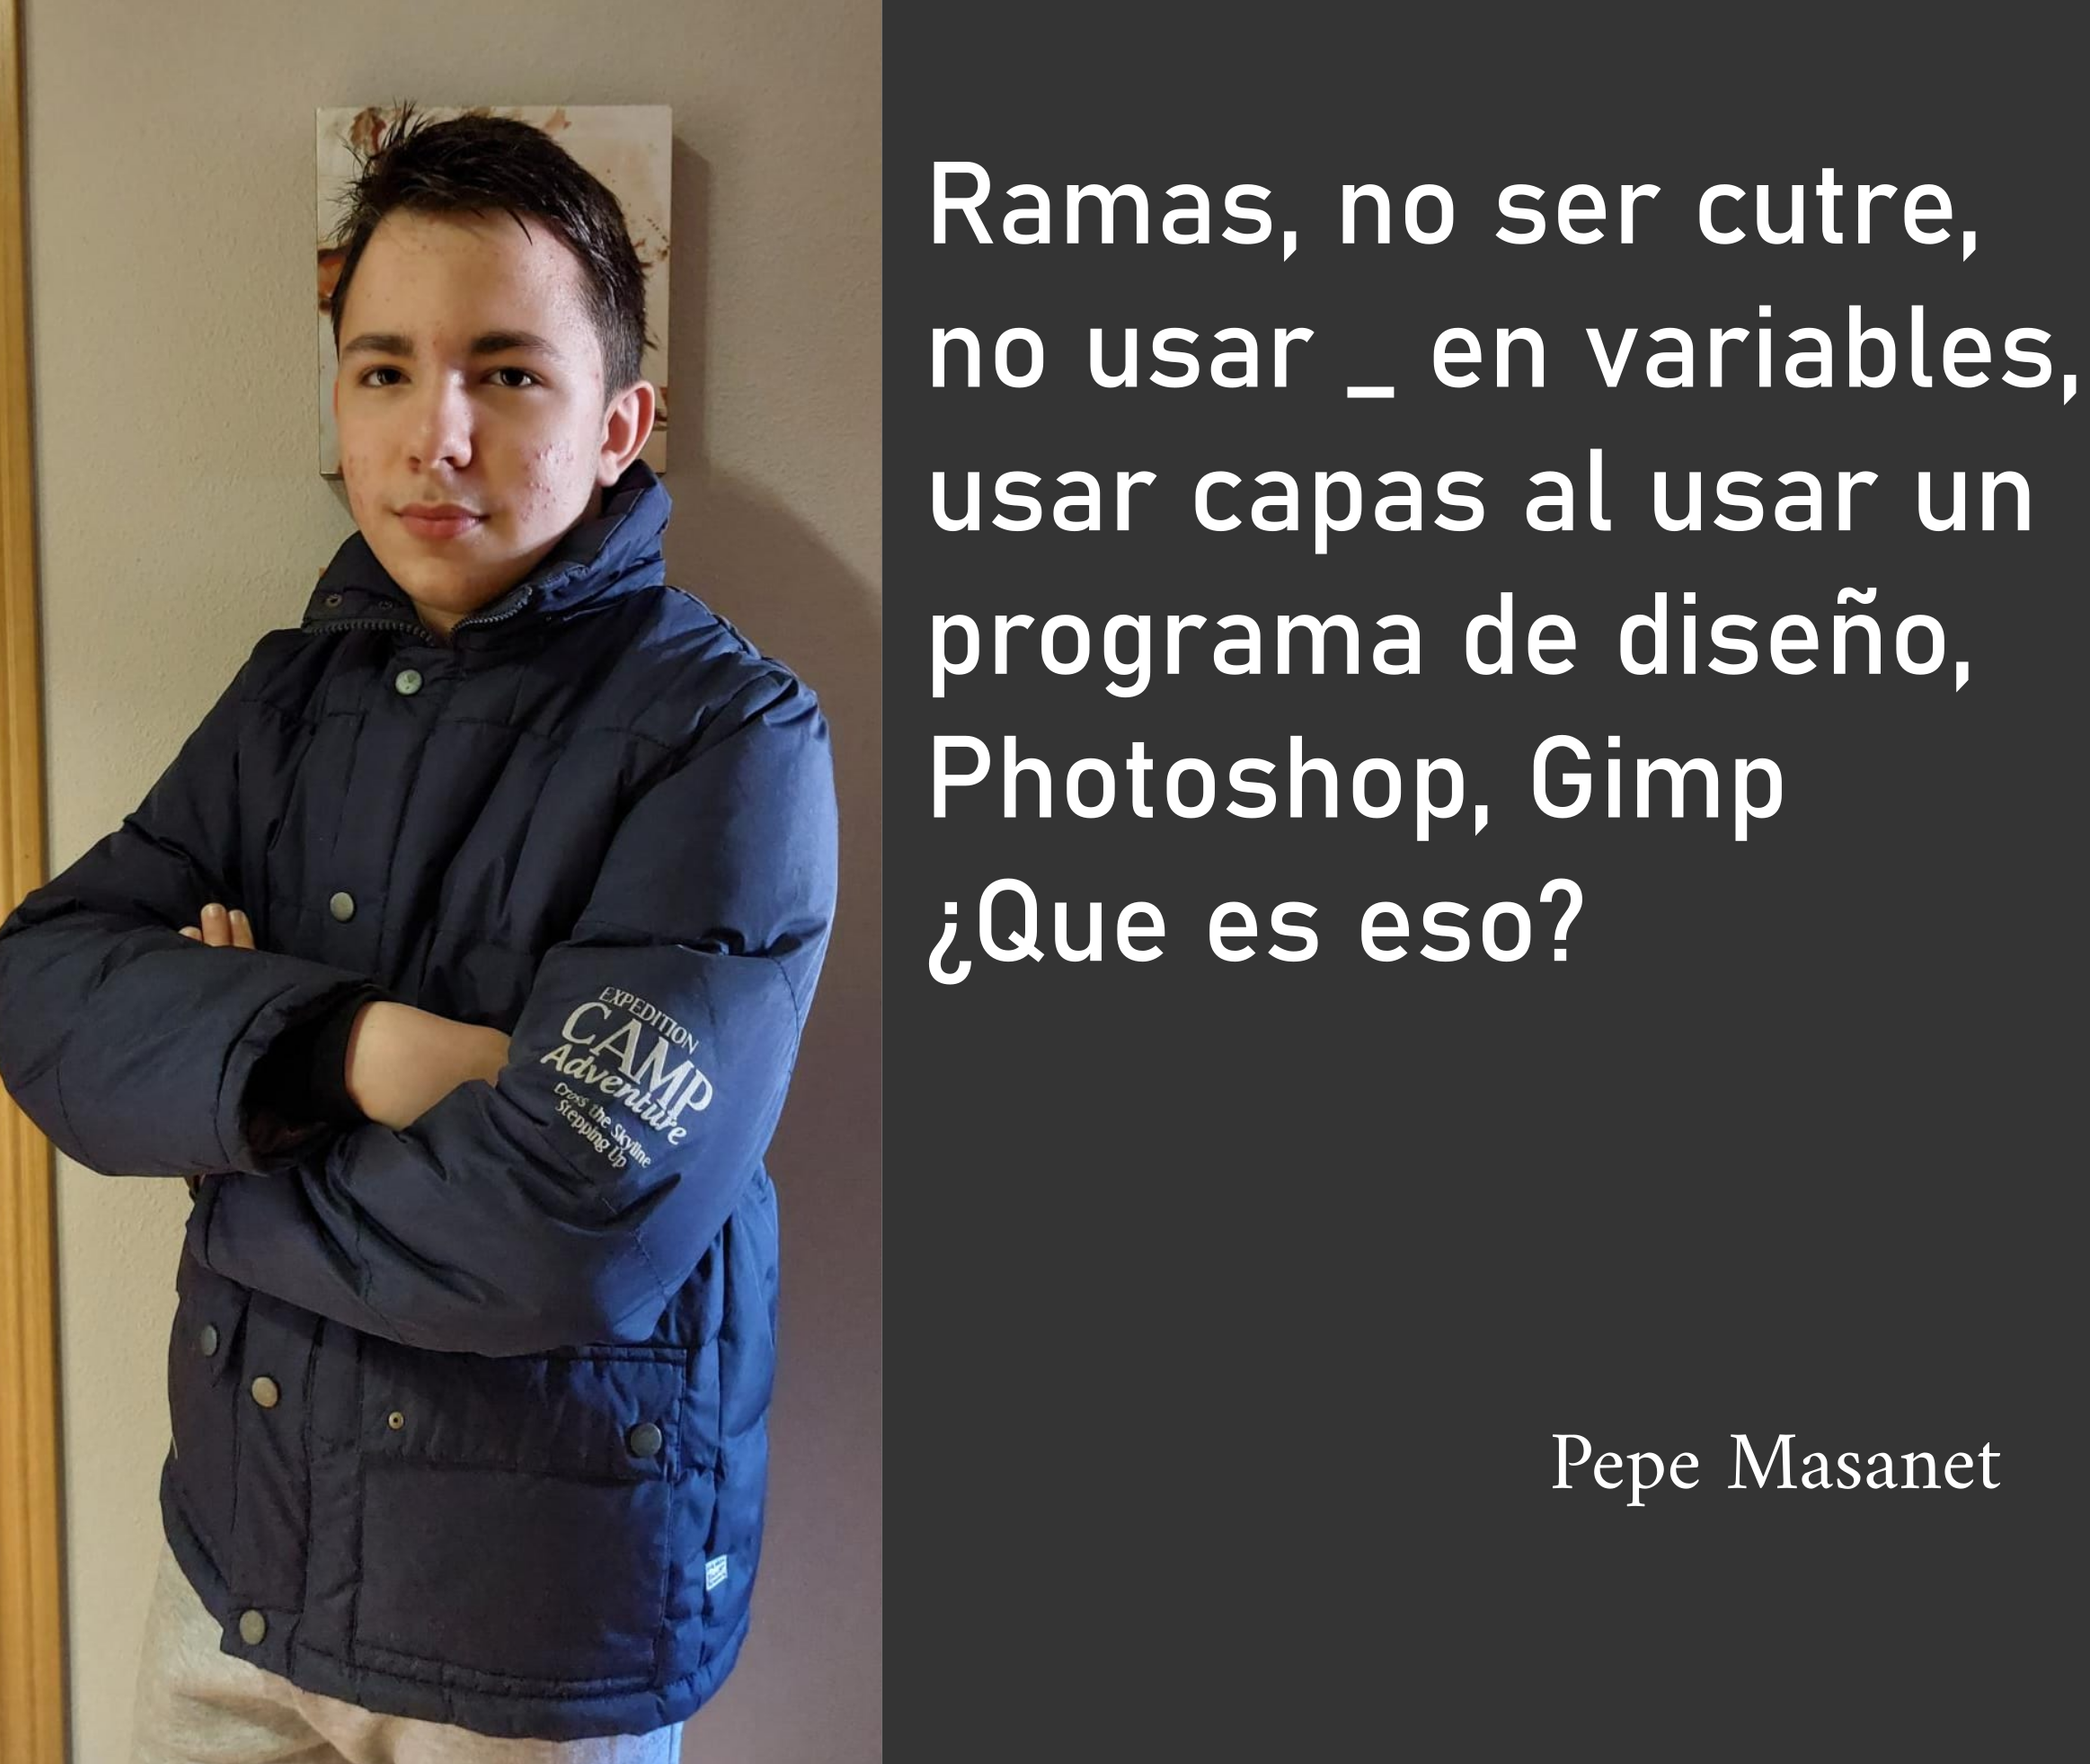 Ramas, no ser cutre,
no usar _ en variables,
usar capas al usar un
programa de diseño,
Photoshop, Gimp
¿Que es eso?
EXPEDITION
CAMP
Adventure
Cross the Skyline
Stepping Up
Pepe Masanet